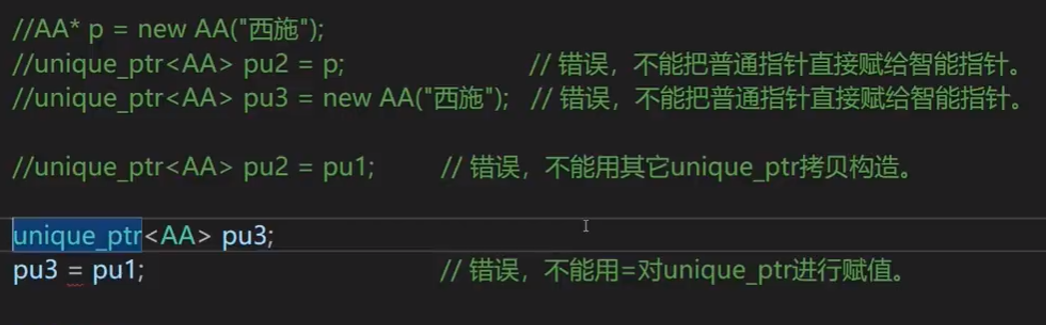 //AA* p = new AA("西施");
//unique_ptr<AA> pu2 = p; // 错误，不能把普通指针直接赋给智能指针。
//unique_ptr<AA> pu3 = new AA("西施"); // 错误，不能把普通指针直接赋给智能指针。
//unique_ptr<AA> pu2 = pu1; // 错误，不能用其它unique_ptr拷贝构造。
unique_ptr<AA> pu3;
pu3 = pu1; // 错误，不能用=对unique_ptr进行赋值。